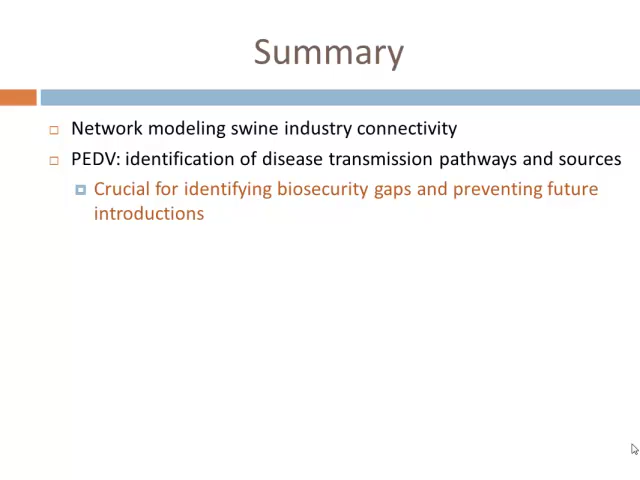 Summary
Network modeling swine industry connectivity
PEDV: identification of disease transmission pathways and sources
Crucial for identifying biosecurity gaps and preventing future
introductions